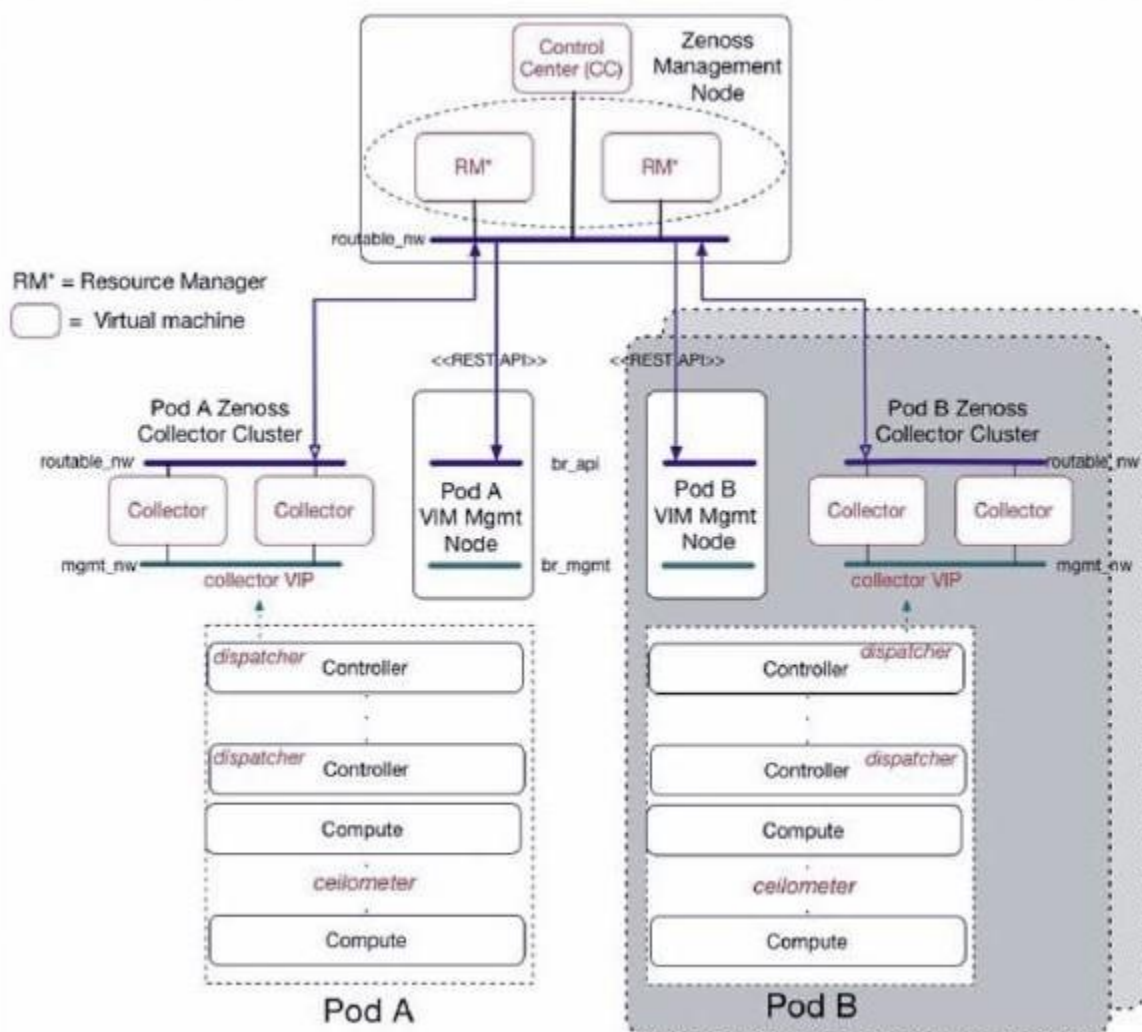 Control
Center (CC)
Zenoss
Management
Node
RM*
RM*
routable_nw
RM* = Resource Manager
= Virtual machine
<<REST API>>
<<REST API>>
Pod A Zenoss
Collector Cluster
routable_nw
Collector
Collector
mgmt_nw
collector VIP
br_api
Pod A
VIM Mgmt
Node
br_mgmt
Pod B
VIM Mgmt
Node
Pod B Zenoss
Collector Cluster
routable_nw
Collector
Collector
mgmt_nw
collector VIP
dispatcher
Controller
dispatcher
Controller
Compute
ceilometer
Compute
Pod A
dispatcher
Controller
dispatcher
Controller
Compute
ceilometer
Compute
Pod B